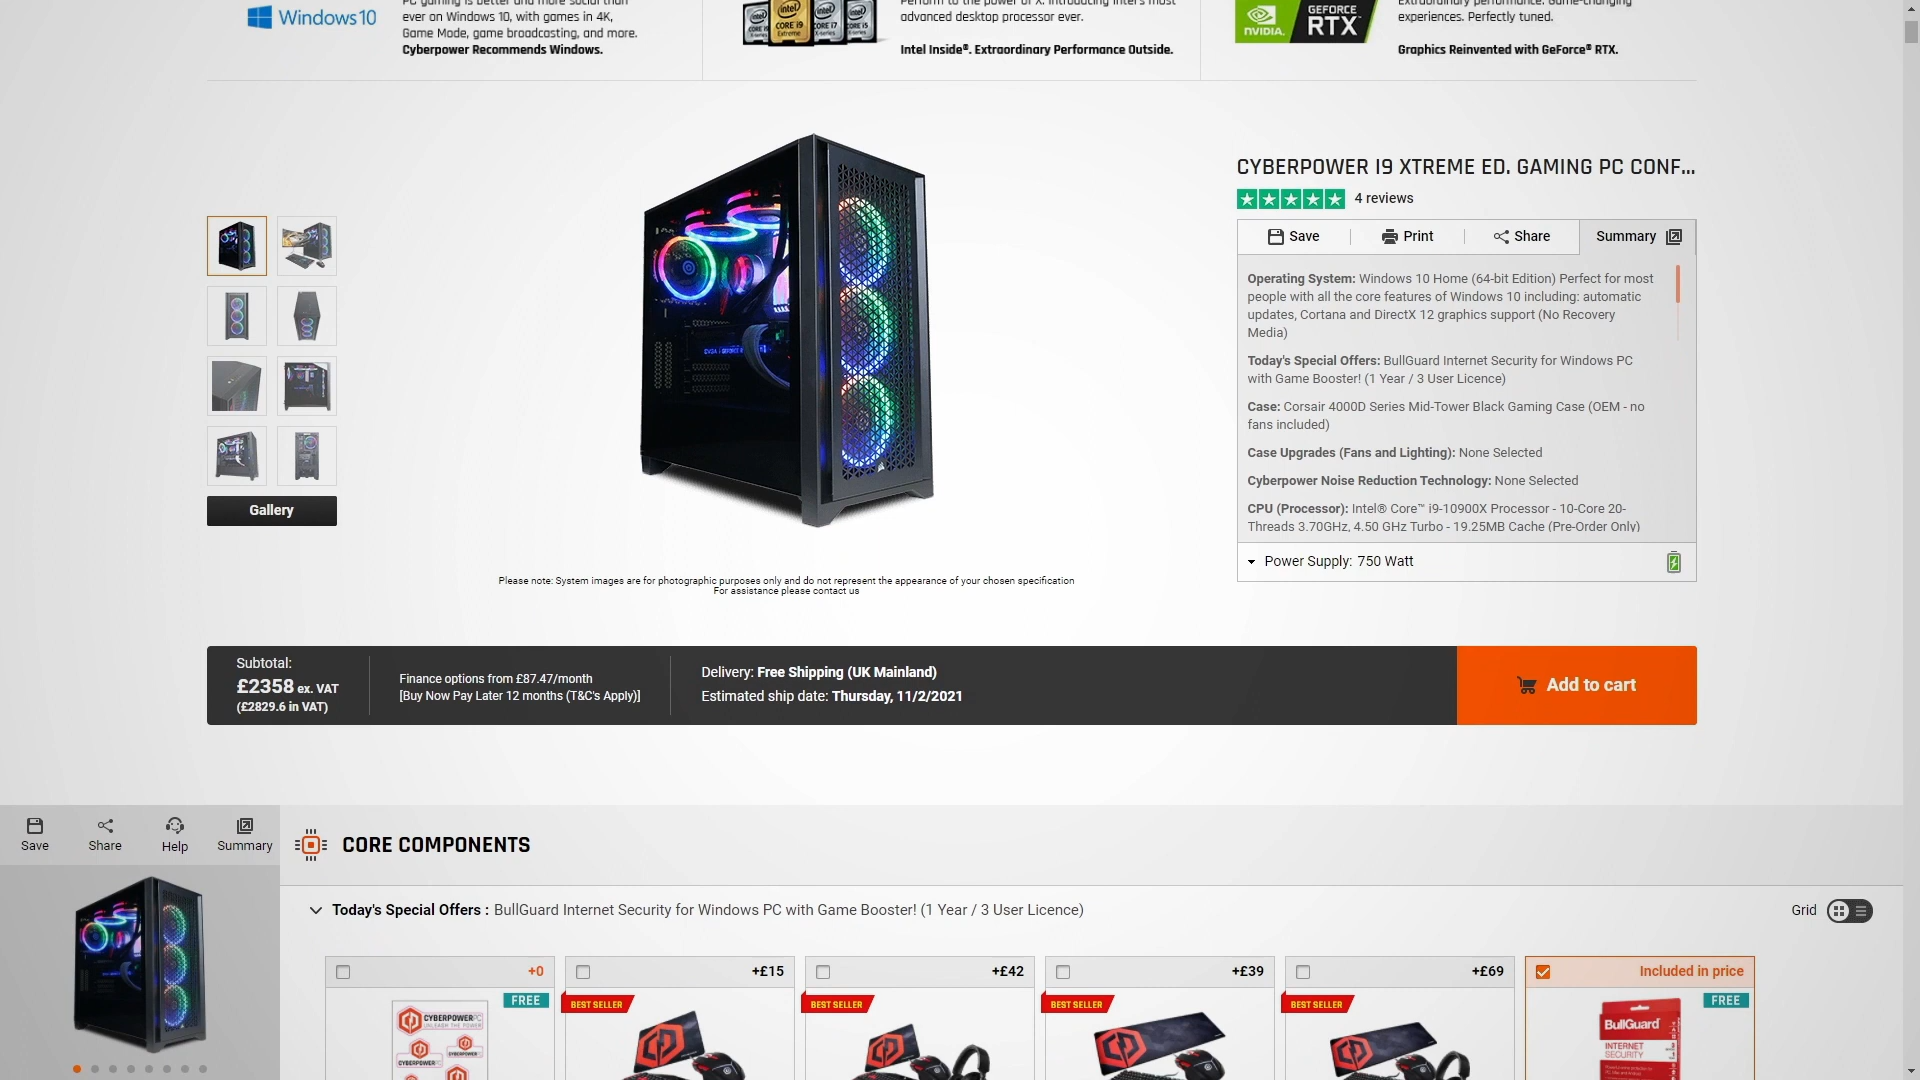 Windows 10
PC gaming is better and more social than
ever on Windows 10, with games in 4K,
Game Mode, game broadcasting, and more.
Cyberpower Recommends Windows.
intel
CORE i9
Extreme
CORE i7
X-series
CORE i5
X-series
Perform to the power of X. Introducing Intel's most
advanced desktop processor ever.
Intel Inside®. Extraordinary Performance Outside.
NVIDIA.
GEFORCE
RTX
Extraordinary performance. Game-changing
experiences. Perfectly tuned.
Graphics Reinvented with GeForce® RTX.
CYBERPOWER I9 XTREME ED. GAMING PC CONF...
4 reviews
Save
Print
Share
Summary
Operating System: Windows 10 Home (64-bit Edition) Perfect for most
people with all the core features of Windows 10 including: automatic
updates, Cortana and DirectX 12 graphics support (No Recovery
Media)
Today's Special Offers: BullGuard Internet Security for Windows PC
with Game Booster! (1 Year / 3 User Licence)
Case: Corsair 4000D Series Mid-Tower Black Gaming Case (OEM - no
fans included)
Case Upgrades (Fans and Lighting): None Selected
Cyberpower Noise Reduction Technology: None Selected
CPU (Processor): Intel® Core™ i9-10900X Processor - 10-Core 20-
Threads 3.70GHz, 4.50 GHz Turbo - 19.25MB Cache (Pre-Order Only)
Power Supply: 750 Watt
Gallery
Please note: System images are for photographic purposes only and do not represent the appearance of your chosen specification
For assistance please contact us
Subtotal:
£2358 ex. VAT
(£2829.6 in VAT)
Finance options from £87.47/month
[Buy Now Pay Later 12 months (T&C's Apply)]
Delivery: Free Shipping (UK Mainland)
Estimated ship date: Thursday, 11/2/2021
Add to cart
Save
Share
Help
Summary
CORE COMPONENTS
Today's Special Offers : BullGuard Internet Security for Windows PC with Game Booster! (1 Year / 3 User Licence)
Grid
+0
+£15
+£42
+£39
+£69
Included in price
FREE
BEST SELLER
BEST SELLER
BEST SELLER
BEST SELLER
FREE
CYBERPOWERPC
UNLEASH THE POWER
CYBERPOWERPC
BullGuard
INTERNET
SECURITY